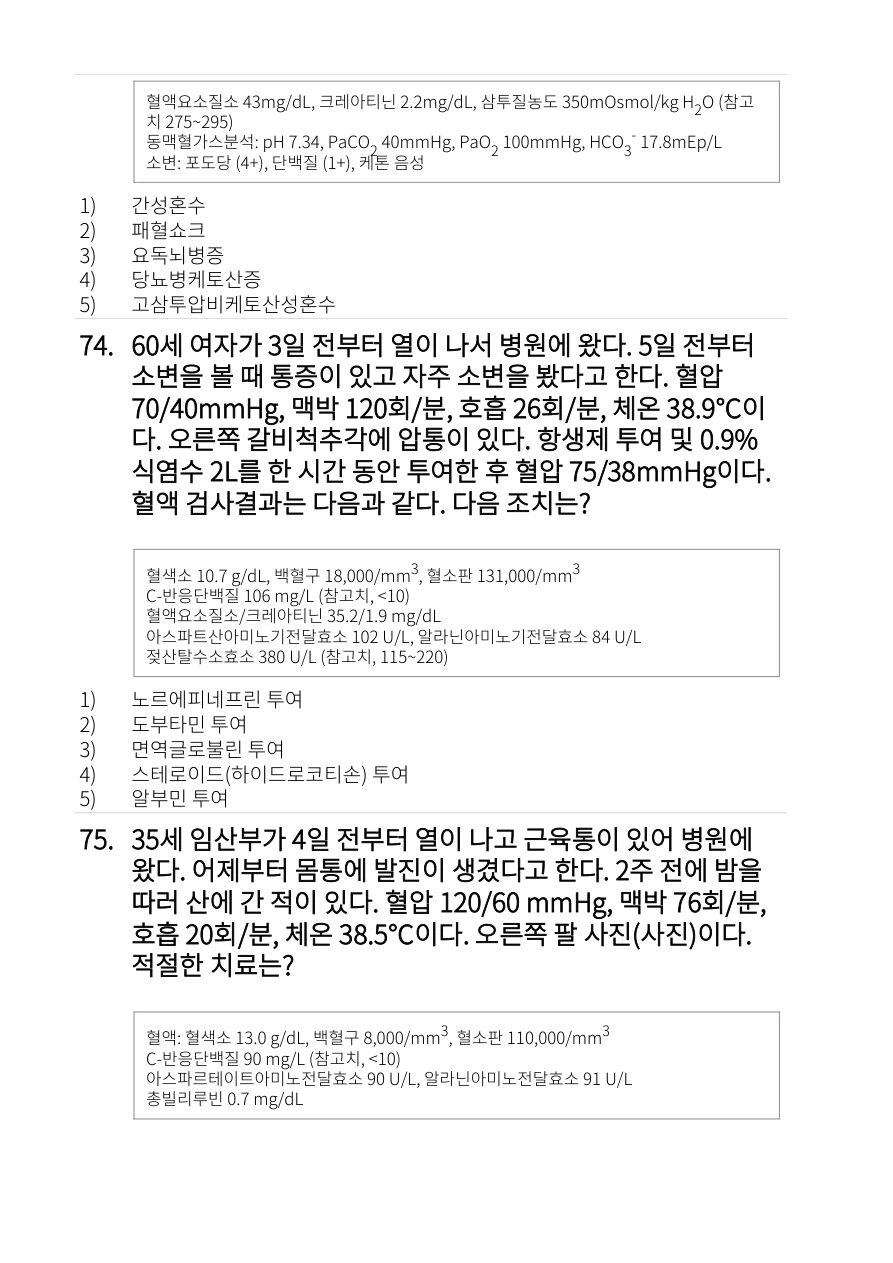 혈액요소질소 43mg/dL, 크레아티닌 2.2mg/dL, 삼투질농도 350mOsmol/kg H2O (참고
치 275~295)
동맥혈가스분석: pH 7.34, PaCO2 40mmHg, PaO2 100mmHg, HCO3- 17.8mEp/L
소변: 포도당 (4+), 단백질 (1+), 케톤 음성
1) 간성혼수
2) 패혈쇼크
3) 요독뇌병증
4) 당뇨병케토산증
5) 고삼투압비케토산성혼수
74. 60세 여자가 3일 전부터 열이 나서 병원에 왔다. 5일 전부터
소변을 볼 때 통증이 있고 자주 소변을 봤다고 한다. 혈압
70/40mmHg, 맥박 120회/분, 호흡 26회/분, 체온 38.9°C이
다. 오른쪽 갈비척추각에 압통이 있다. 항생제 투여 및 0.9%
식염수 2L를 한 시간 동안 투여한 후 혈압 75/38mmHg이다.
혈액 검사결과는 다음과 같다. 다음 조치는?
혈색소 10.7 g/dL, 백혈구 18,000/mm3, 혈소판 131,000/mm3
C-반응단백질 106 mg/L (참고치, <10)
혈액요소질소/크레아티닌 35.2/1.9 mg/dL
아스파트산아미노기전달효소 102 U/L, 알라닌아미노기전달효소 84 U/L
젖산탈수소효소 380 U/L (참고치, 115~220)
1) 노르에피네프린 투여
2) 도부타민 투여
3) 면역글로불린 투여
4) 스테로이드(하이드로코티손) 투여
5) 알부민 투여
75. 35세 임산부가 4일 전부터 열이 나고 근육통이 있어 병원에
왔다. 어제부터 몸통에 발진이 생겼다고 한다. 2주 전에 밤을
따러 산에 간 적이 있다. 혈압 120/60 mmHg, 맥박 76회/분,
호흡 20회/분, 체온 38.5°C이다. 오른쪽 팔 사진(사진)이다.
적절한 치료는?
혈액: 혈색소 13.0 g/dL, 백혈구 8,000/mm3, 혈소판 110,000/mm3
C-반응단백질 90 mg/L (참고치, <10)
아스파르테이트아미노전달효소 90 U/L, 알라닌아미노전달효소 91 U/L
총빌리루빈 0.7 mg/dL